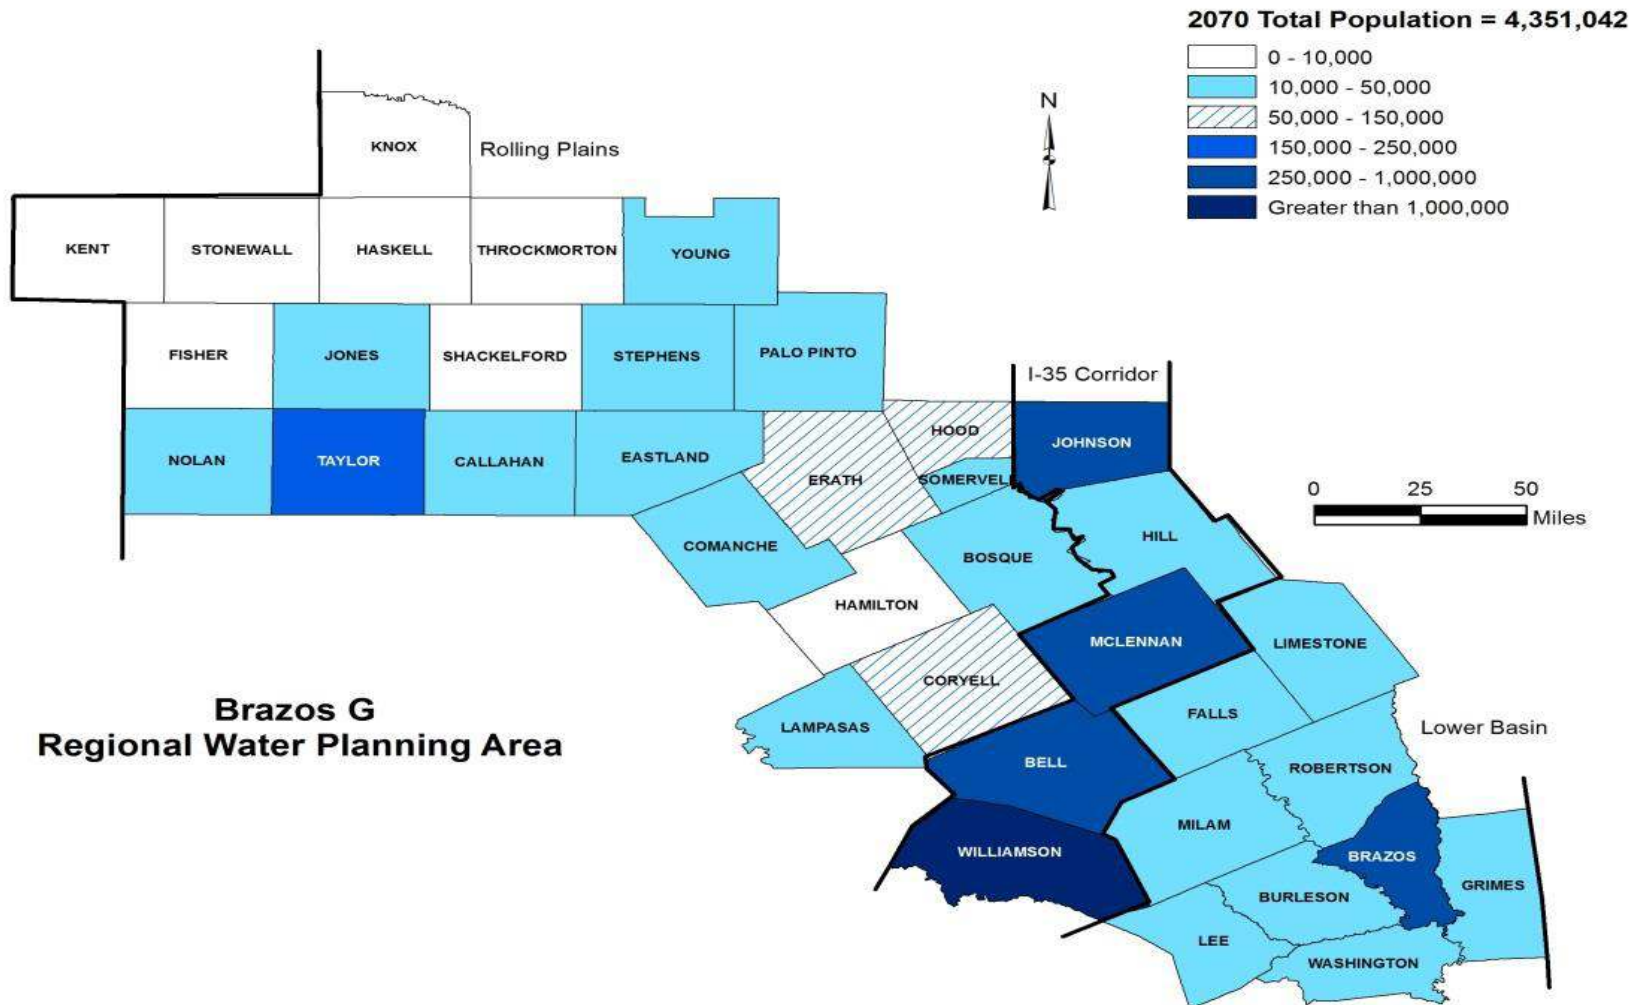 2070 Total Population = 4,351,042
0 - 10,000
10,000 - 50,000
50,000 - 150,000
150,000 - 250,000
250,000 - 1,000,000
Greater than 1,000,000
N
KNOX
Rolling Plains
KENT
STONEWALL
HASKELL
THROCKMORTON
YOUNG
FISHER
JONES
SHACKELFORD
STEPHENS
PALO PINTO
I-35 Corridor
NOLAN
TAYLOR
CALLAHAN
EASTLAND
ERATH
HOOD
JOHNSON
SOMERVELL
0 25 50
Miles
COMANCHE
BOSQUE
HILL
HAMILTON
MCLENNAN
LIMESTONE
CORYELL
LAMPASAS
FALLS
Brazos G
Regional Water Planning Area
Lower Basin
BELL
ROBERTSON
MILAM
WILLIAMSON
BRAZOS
GRIMES
BURLESON
LEE
WASHINGTON